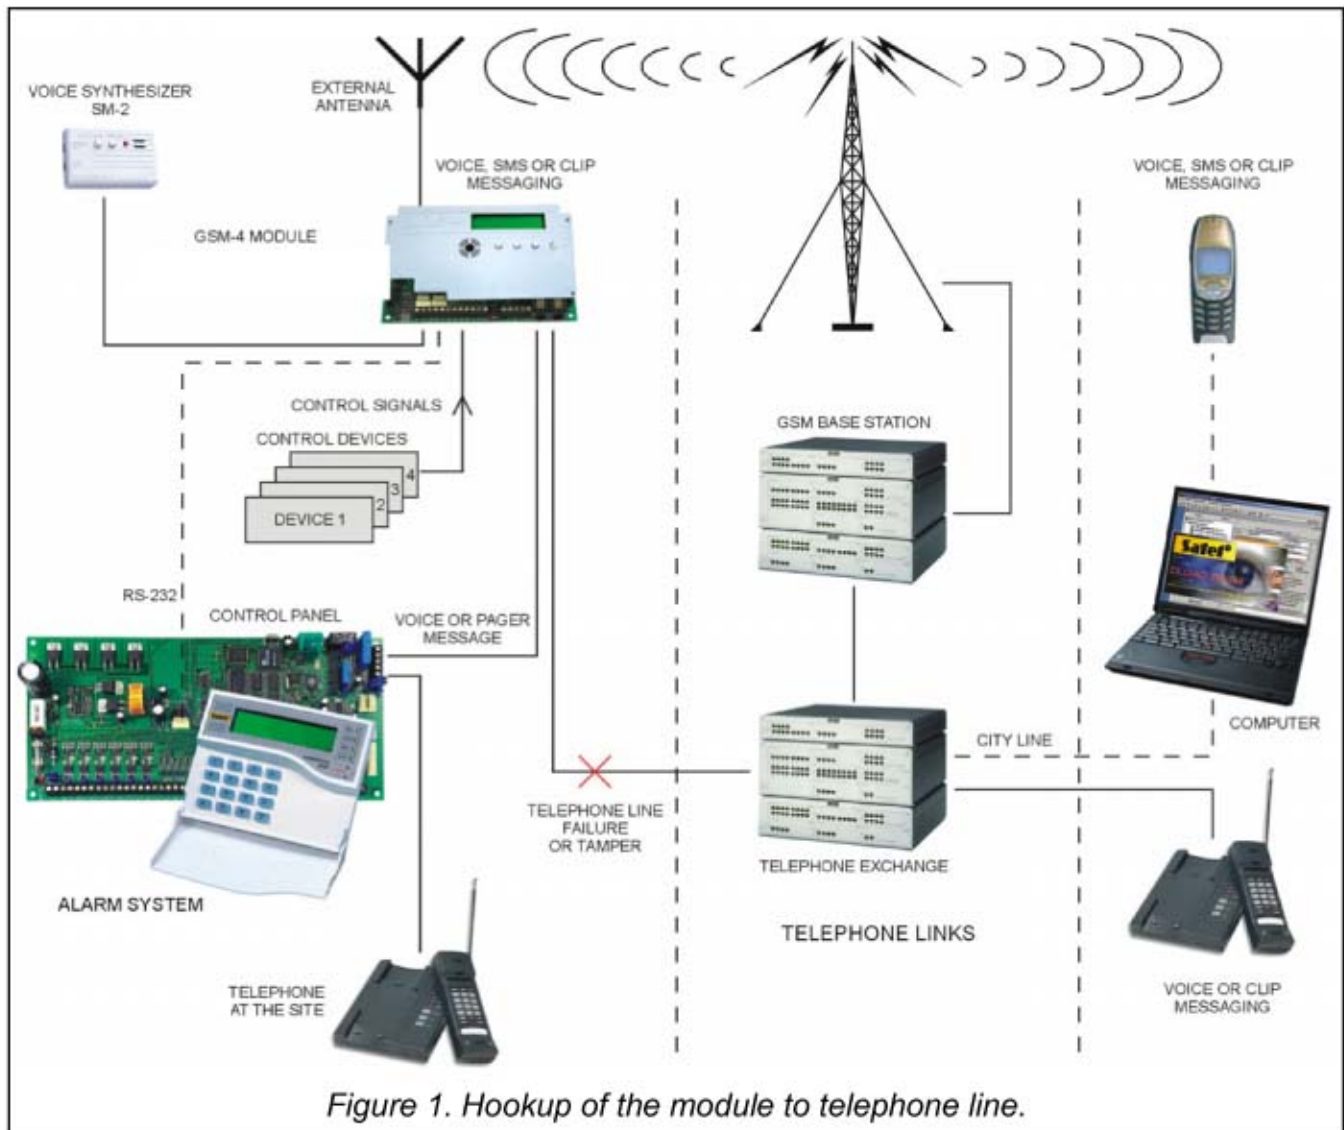 VOICE SYNTHESIZER
SM-2
EXTERNAL
ANTENNA
VOICE, SMS OR CLIP
MESSAGING
GSM-4 MODULE
VOICE, SMS OR CLIP
MESSAGING
CONTROL SIGNALS
CONTROL DEVICES
4
3
2
DEVICE 1
GSM BASE STATION
Satel
RS-232
CONTROL PANEL
VOICE OR PAGER
MESSAGE
COMPUTER
CITY LINE
TELEPHONE LINE
FAILURE
OR TAMPER
TELEPHONE EXCHANGE
ALARM SYSTEM
TELEPHONE LINKS
TELEPHONE
AT THE SITE
VOICE OR CLIP
MESSAGING
Figure 1. Hookup of the module to telephone line.